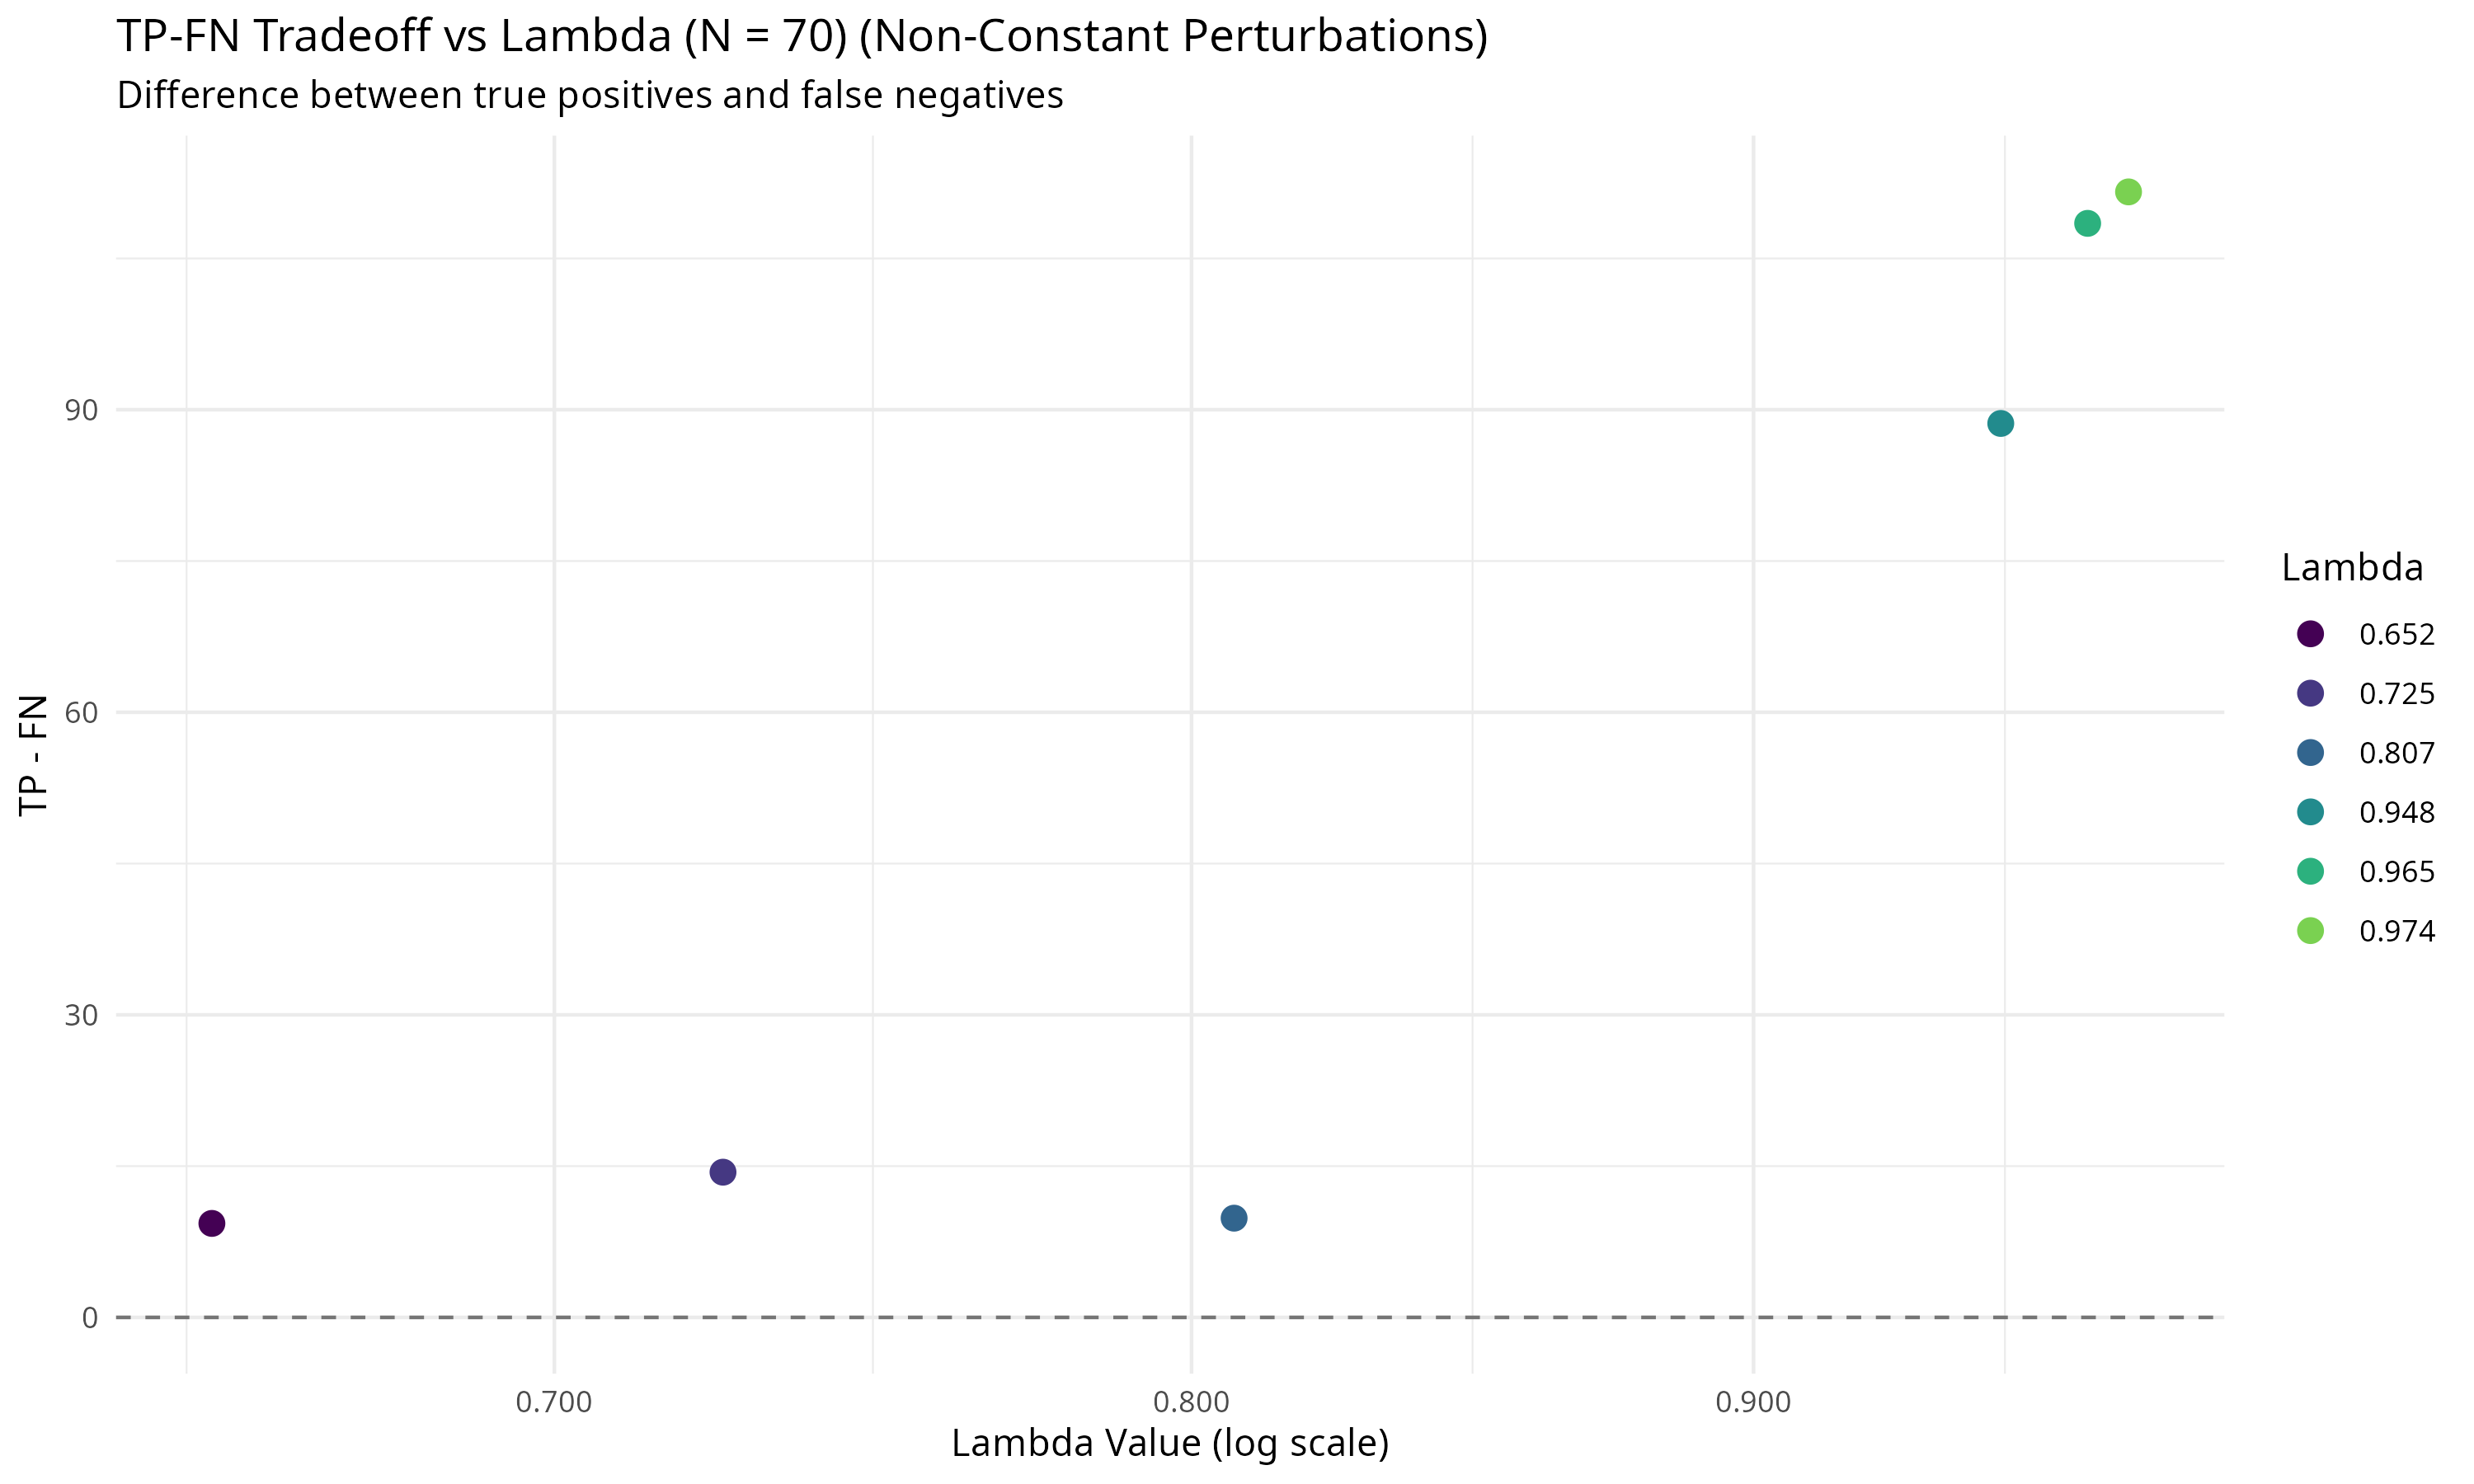 TP-FN Tradeoff vs Lambda (N = 70) (Non-Constant Perturbations)
Difference between true positives and false negatives
TP - FN
90
60
30
0
0.700
0.800
0.900
Lambda Value (log scale)
Lambda
0.652
0.725
0.807
0.948
0.965
0.974